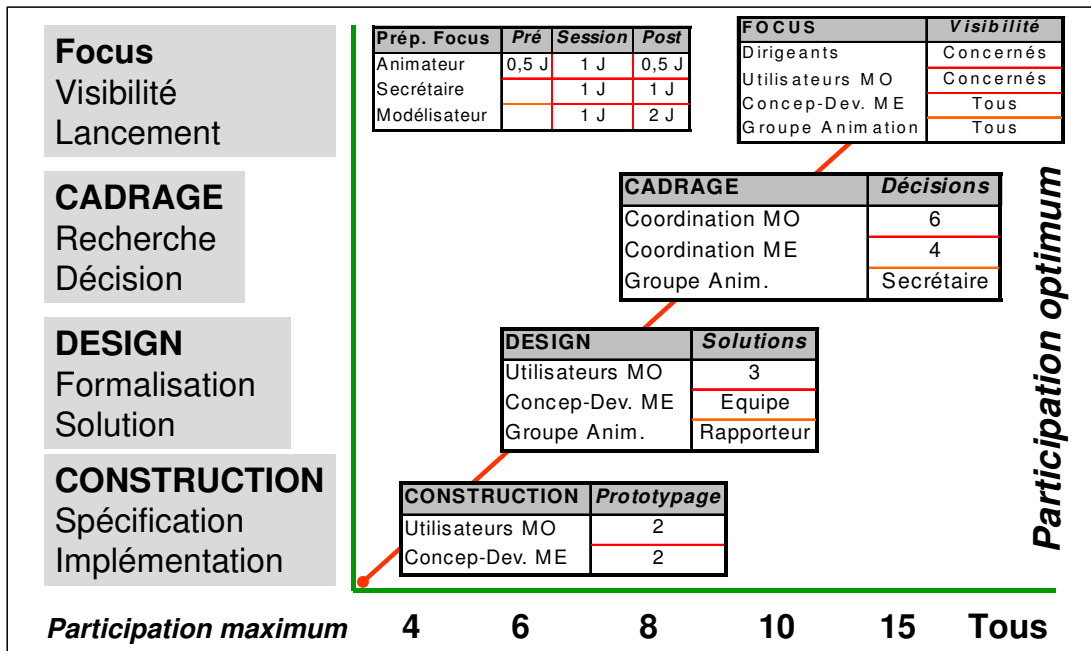 Focus
Visibilité
Lancement
Prép. Focus Pré Session Post
Animateur 0,5 J 1 J 0,5 J
Secrétaire 1 J 1 J
Modélisateur 1 J 2 J
FOCUS Visibilité
Dirigeants Concernés
Utilisateurs MO Concernés
Concep-Dev. ME Tous
Groupe Animation Tous
CADRAGE
Recherche
Décision
CADRAGE Décisions
Coordination MO 6
Coordination ME 4
Groupe Anim. Secrétaire
DESIGN
Formalisation
Solution
DESIGN Solutions
Utilisateurs MO 3
Concep-Dev. ME Equipe
Groupe Anim. Rapporteur
CONSTRUCTION
Spécification
Implémentation
CONSTRUCTION Prototypage
Utilisateurs MO 2
Concep-Dev. ME 2
Participation optimum
Participation maximum 4 6 8 10 15 Tous